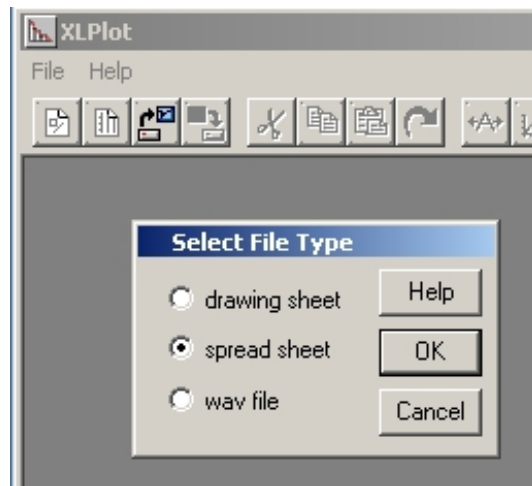 XLPlot
File Help
A
Select File Type
drawing sheet
Help
spread sheet
OK
wav file
Cancel